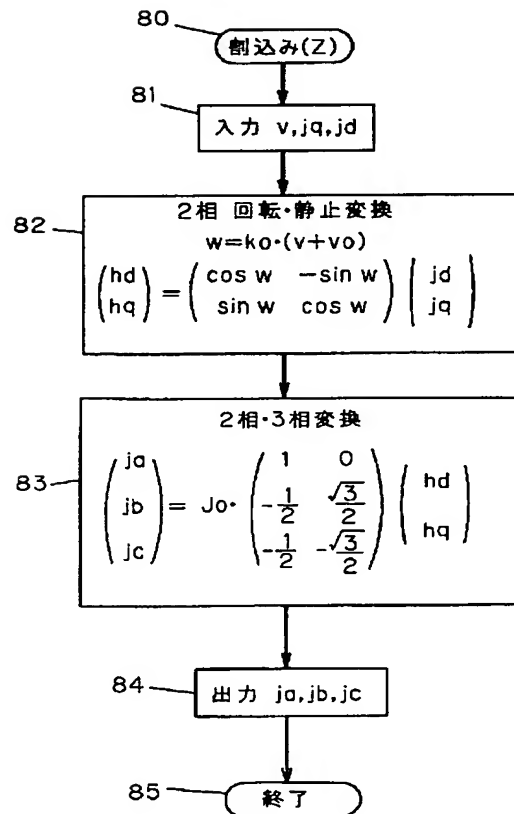 80
割込み(Z)
81
入力 v,jq,jd
82
2相 回転・静止変換
w=ko・(v+vo)
(hd hq) = (cos w -sin w sin w cos w) (jd jq)
83
2相・3相変換
(ja jb jc) = Jo・ (1 0 -1/2 √3/2 -1/2 -√3/2) (hd hq)
84
出力 ja,jb,jc
85
終了